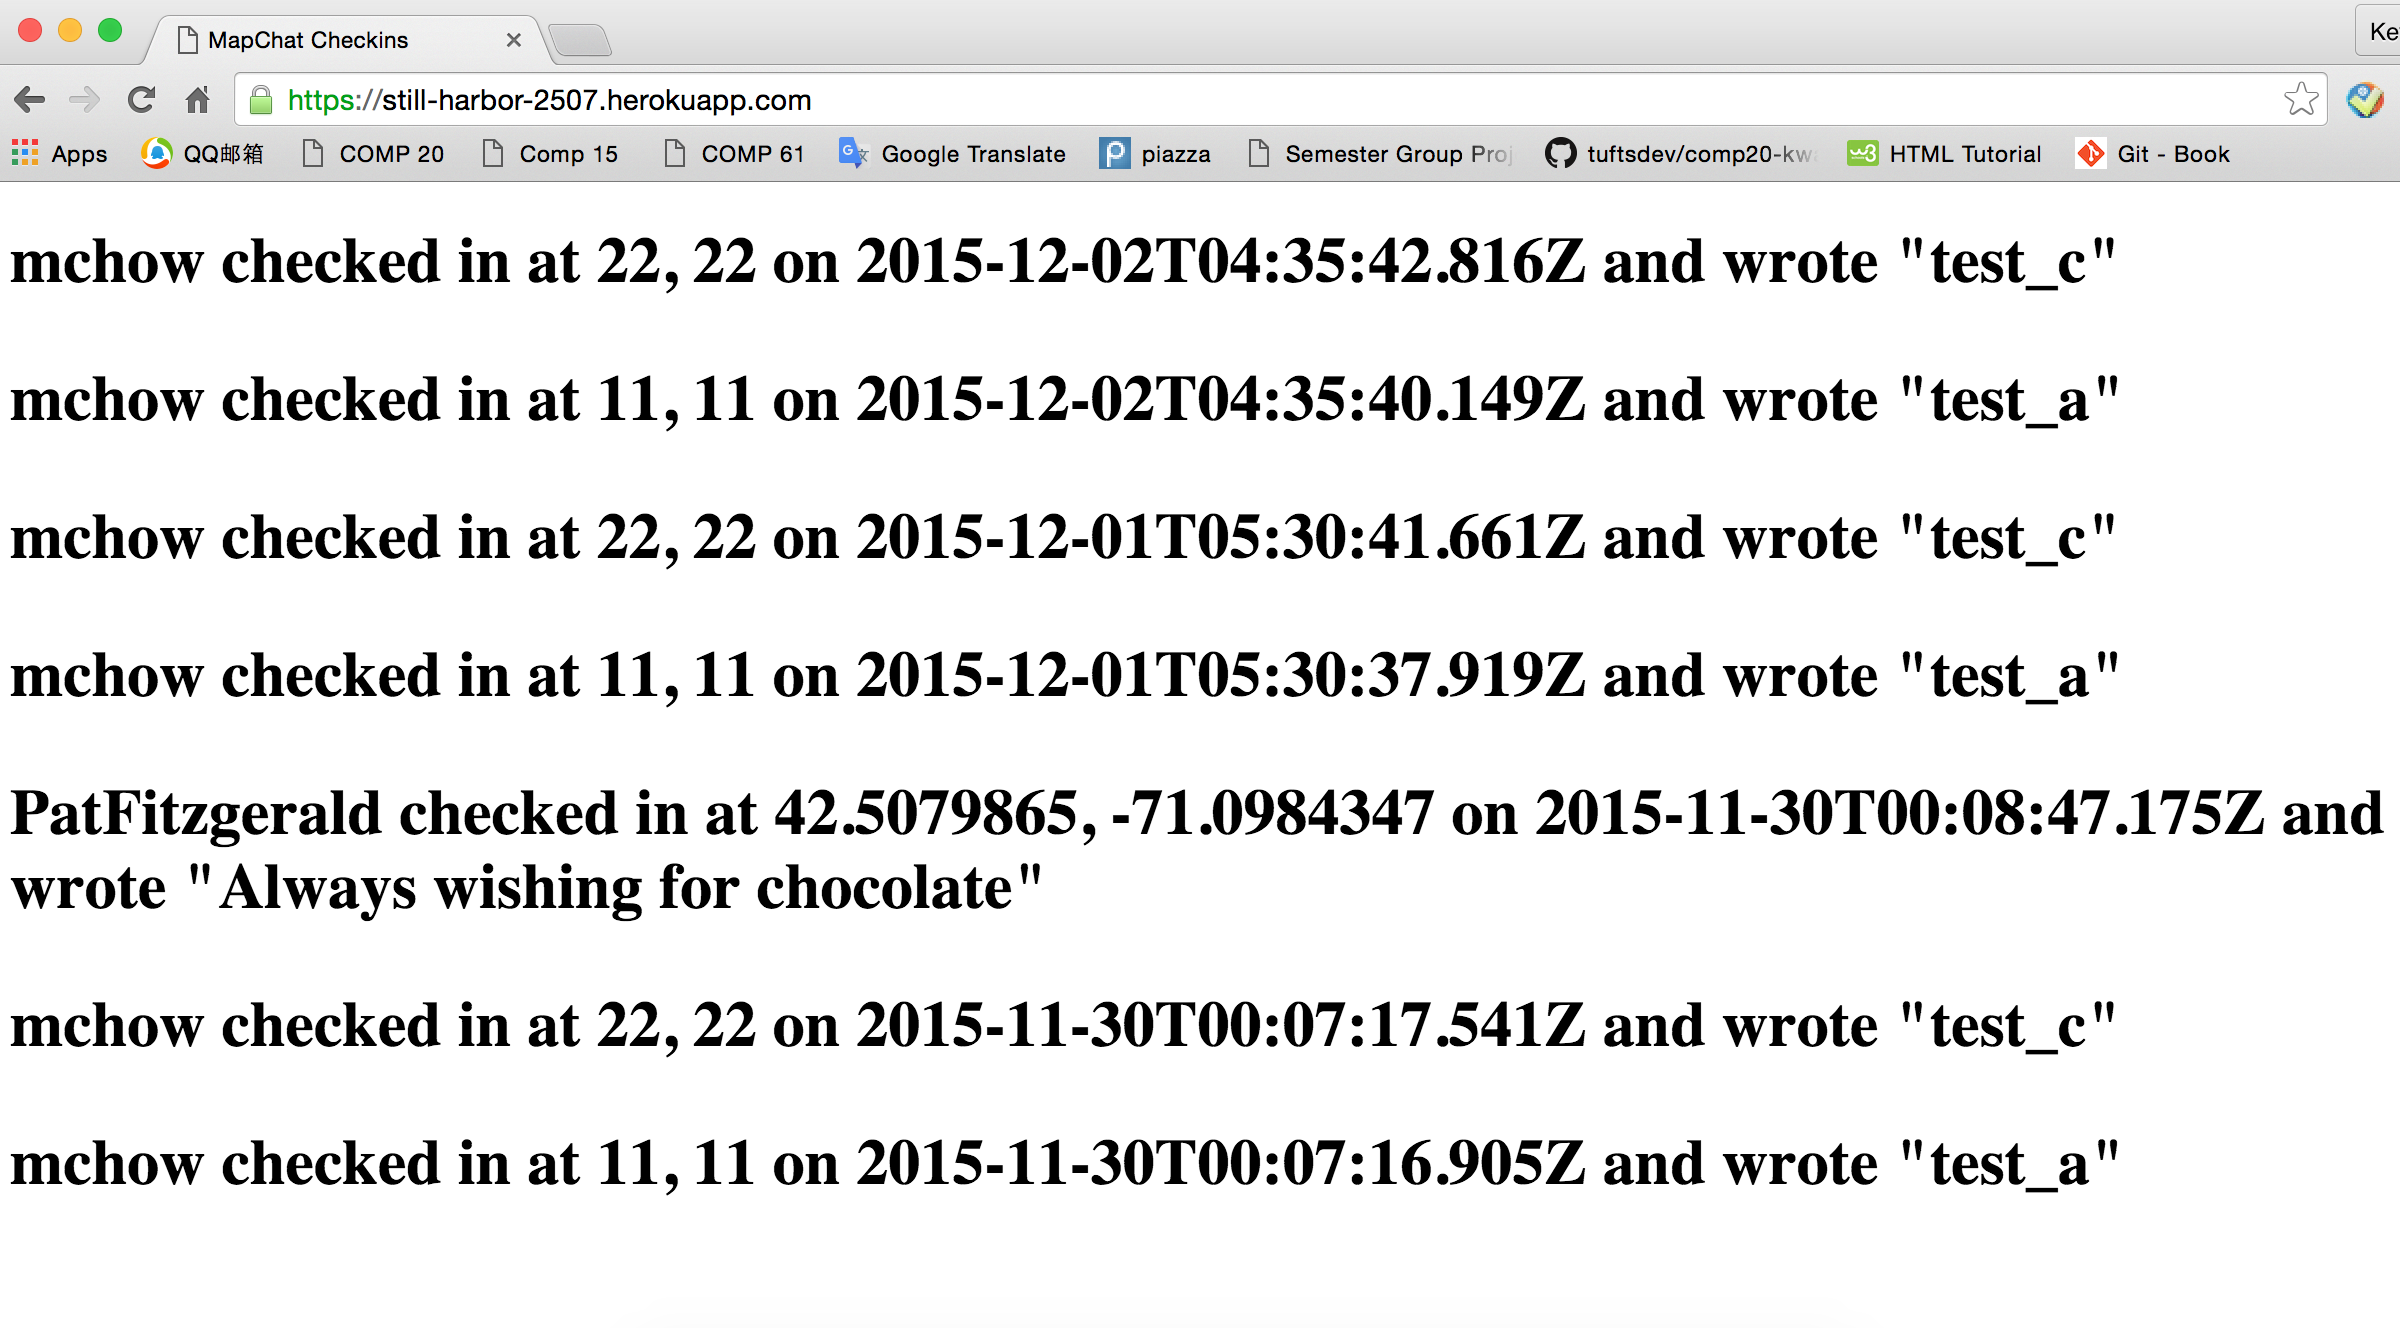 MapChat Checkins
https://still-harbor-2507.herokuapp.com
Apps QQ邮箱 COMP 20 Comp 15 COMP 61 Google Translate piazza Semester Group tuftsdev/comp20-kw HTML Tutorial Git - Book
mchow checked in at 22, 22 on 2015-12-02T04:35:42.816Z and wrote "test_c"
mchow checked in at 11, 11 on 2015-12-02T04:35:40.149Z and wrote "test_a"
mchow checked in at 22, 22 on 2015-12-01T05:30:41.661Z and wrote "test_c"
mchow checked in at 11, 11 on 2015-12-01T05:30:37.919Z and wrote "test_a"
PatFitzgerald checked in at 42.5079865, -71.0984347 on 2015-11-30T00:08:47.175Z and
wrote "Always wishing for chocolate"
mchow checked in at 22, 22 on 2015-11-30T00:07:17.541Z and wrote "test_c"
mchow checked in at 11, 11 on 2015-11-30T00:07:16.905Z and wrote "test_a"